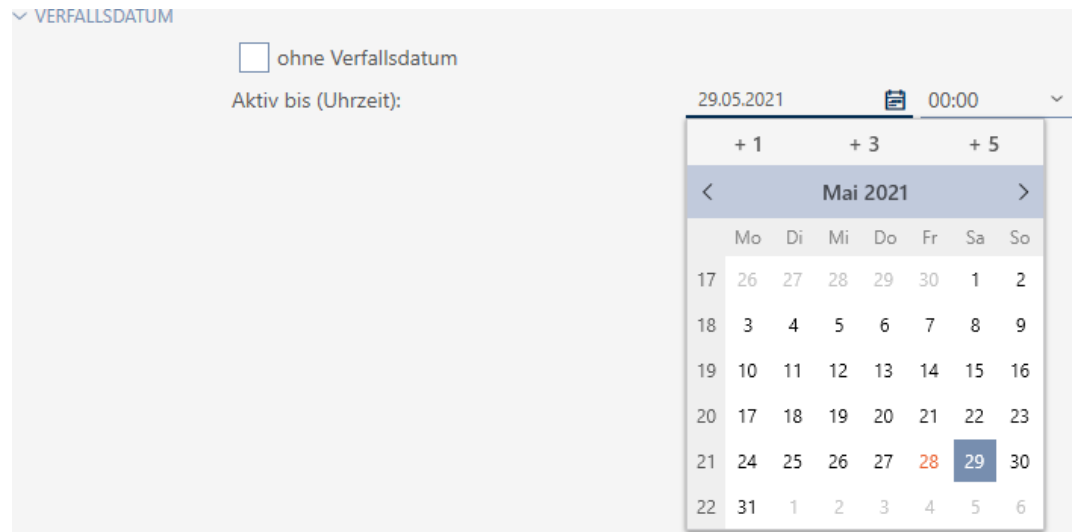 VERFALLSDATUM
ohne Verfallsdatum
Aktiv bis (Uhrzeit): 29.05.2021 00:00
+ 1 + 3 + 5
Mai 2021
Mo Di Mi Do Fr Sa So
17 26 27 28 29 30 1 2
18 3 4 5 6 7 8 9
19 10 11 12 13 14 15 16
20 17 18 19 20 21 22 23
21 24 25 26 27 28 29 30
22 31 1 2 3 4 5 6